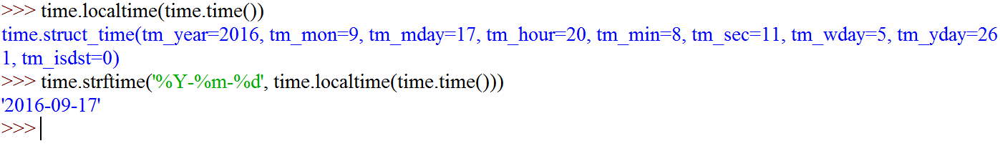 >>> time.localtime(time.time())
time.struct_time(tm_year=2016, tm_mon=9, tm_mday=17, tm_hour=20, tm_min=8, tm_sec=11, tm_wday=5, tm_yday=26
1, tm_isdst=0)
>>> time.strftime('%Y-%m-%d', time.localtime(time.time()))
'2016-09-17'
>>>